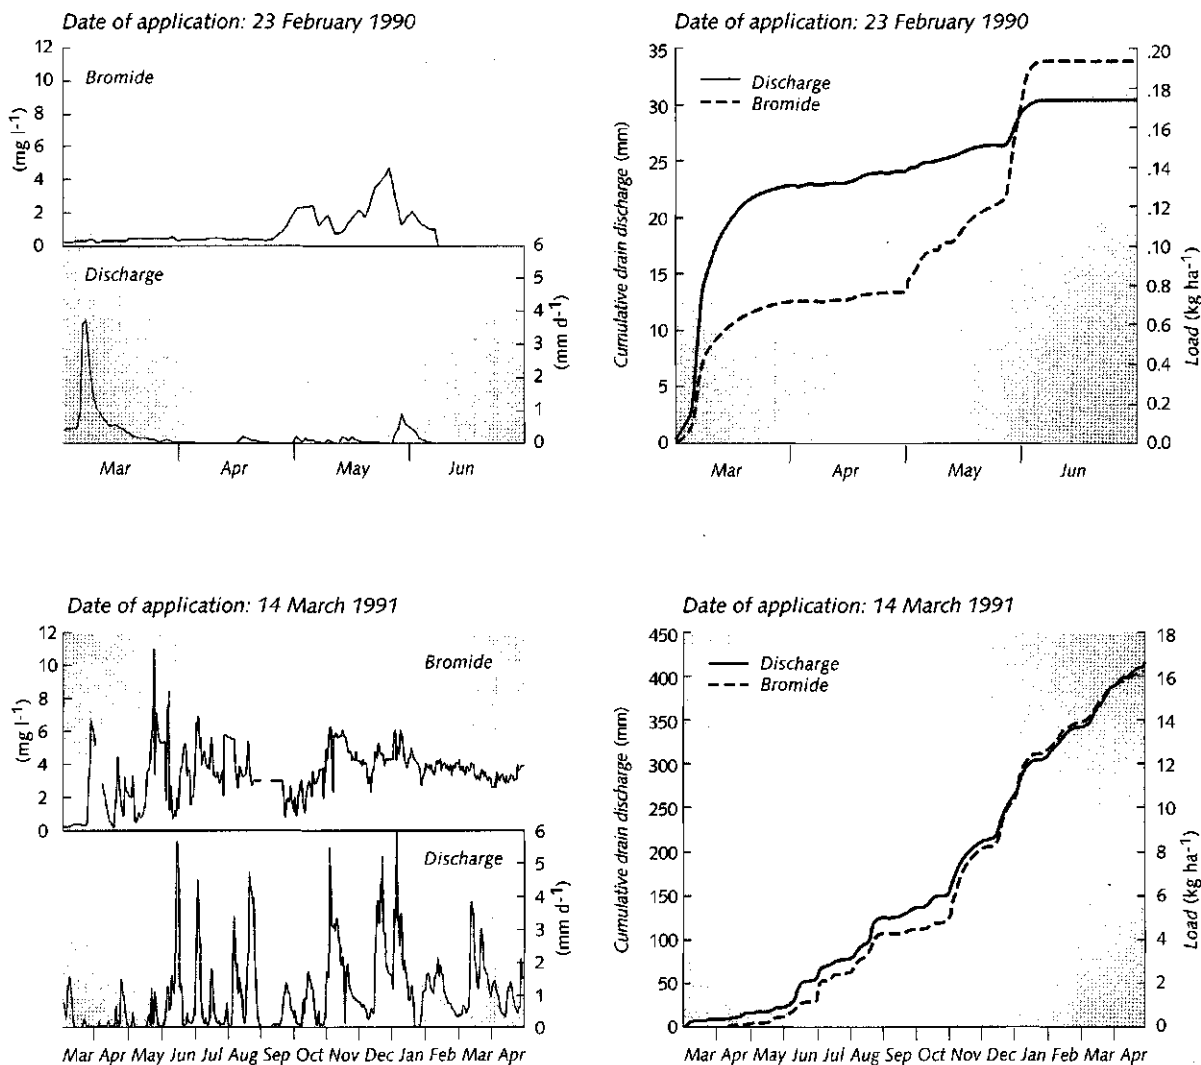 Date of application: 23 February 1990
12
10
8
6
4
2
0
(mg l-1)
Bromide
Discharge
6
5
4
3
2
1
0
(mm d-1)
Mar Apr May Jun
Date of application: 23 February 1990
35
30
25
20
15
10
5
0
Cumulative drain discharge (mm)
Discharge
Bromide
.20
.18
.16
.14
.12
.10
0.8
0.6
0.4
0.2
0.0
Load (kg ha-1)
Mar Apr May Jun
Date of application: 14 March 1991
12
10
8
6
4
2
0
(mg l-1)
Bromide
Discharge
6
5
4
3
2
1
0
(mm d-1)
Mar Apr May Jun Jul Aug Sep Oct Nov Dec Jan Feb Mar Apr
Date of application: 14 March 1991
450
400
350
300
250
200
150
100
50
0
Cumulative drain discharge (mm)
Discharge
Bromide
18
16
14
12
10
8
6
4
2
0
Load (kg ha-1)
Mar Apr May Jun Jul Aug Sep Oct Nov Dec Jan Feb Mar Apr